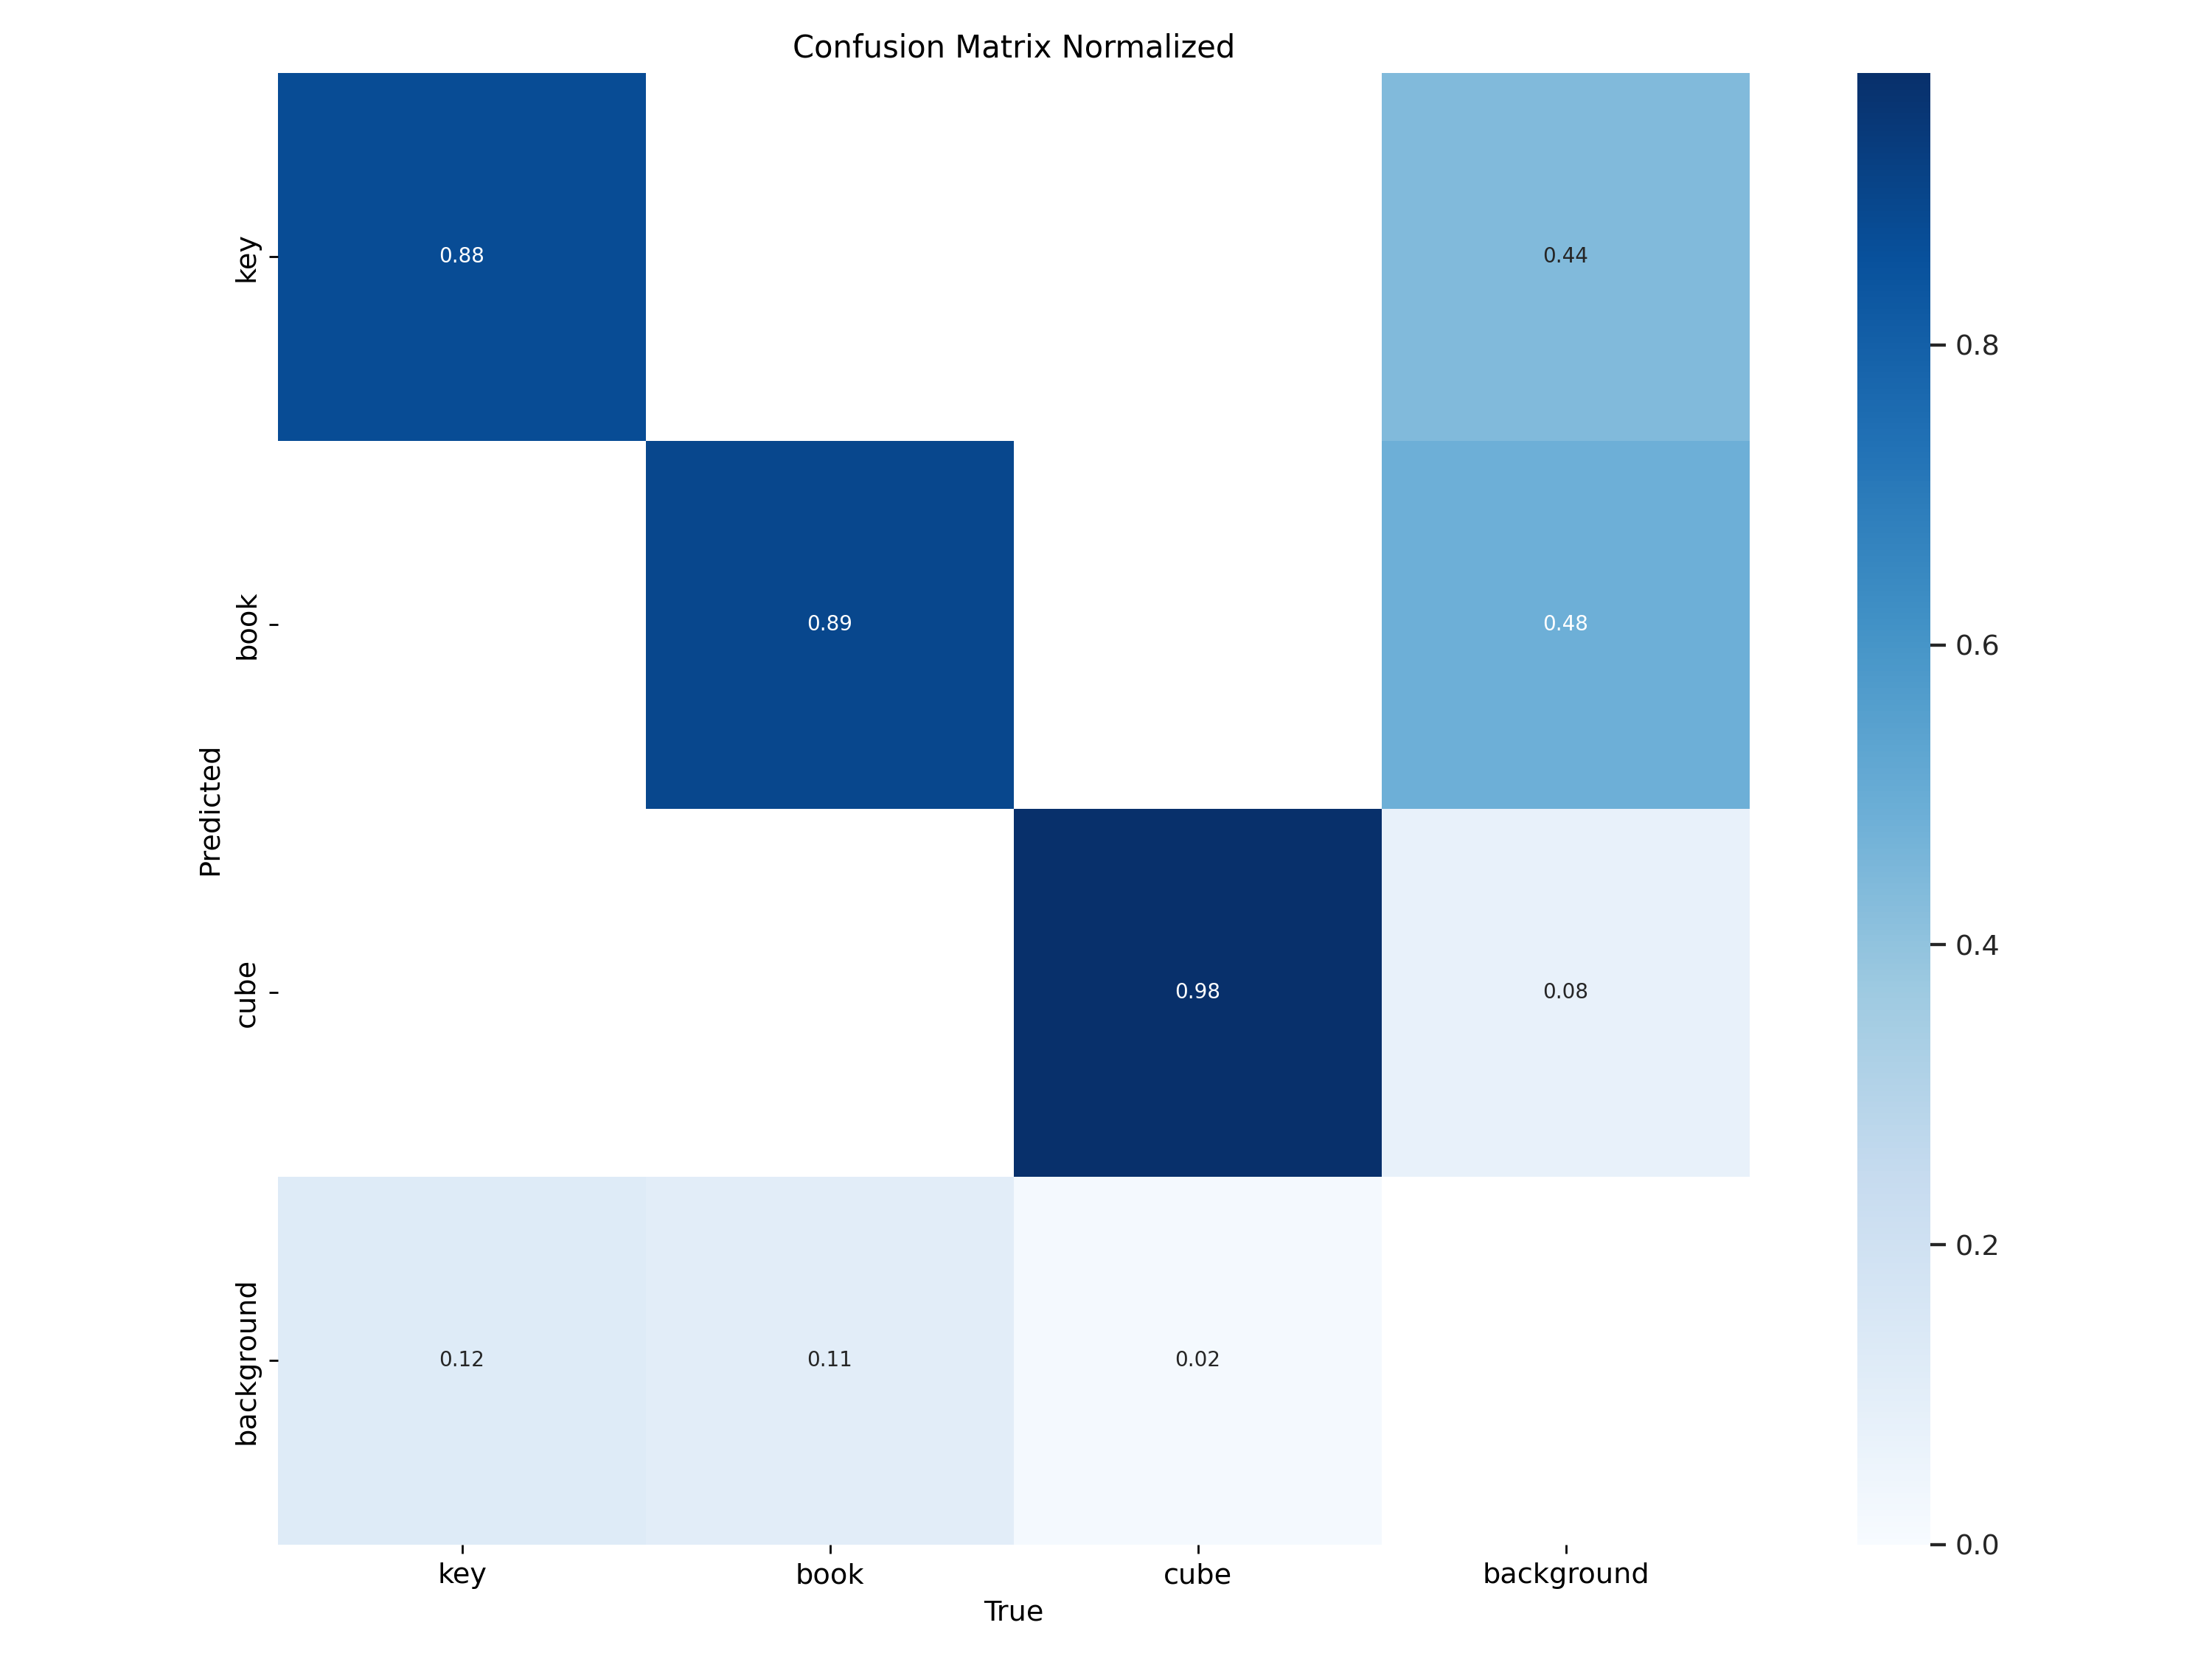 Confusion Matrix Normalized
key
0.88
0.44
book
0.89
0.48
cube
0.98
0.08
background
0.12
0.11
0.02
Predicted
key
book
cube
background
True
0.8
0.6
0.4
0.2
0.0